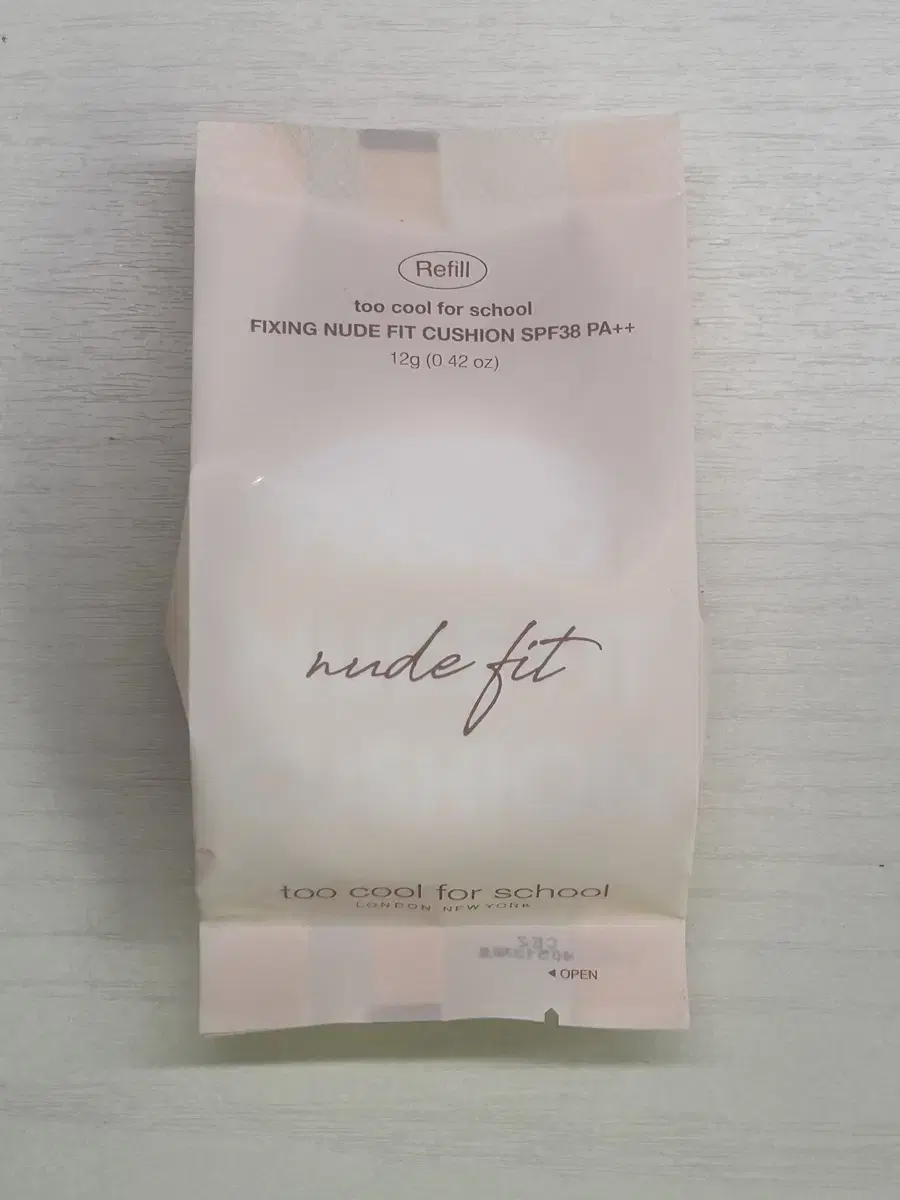 Refill
too cool for school
FIXING NUDE FIT CUSHION SPF38 PA++
12g (0.42 oz)
nude fit
too cool for school
LONDON NEW YORK
◀ OPEN